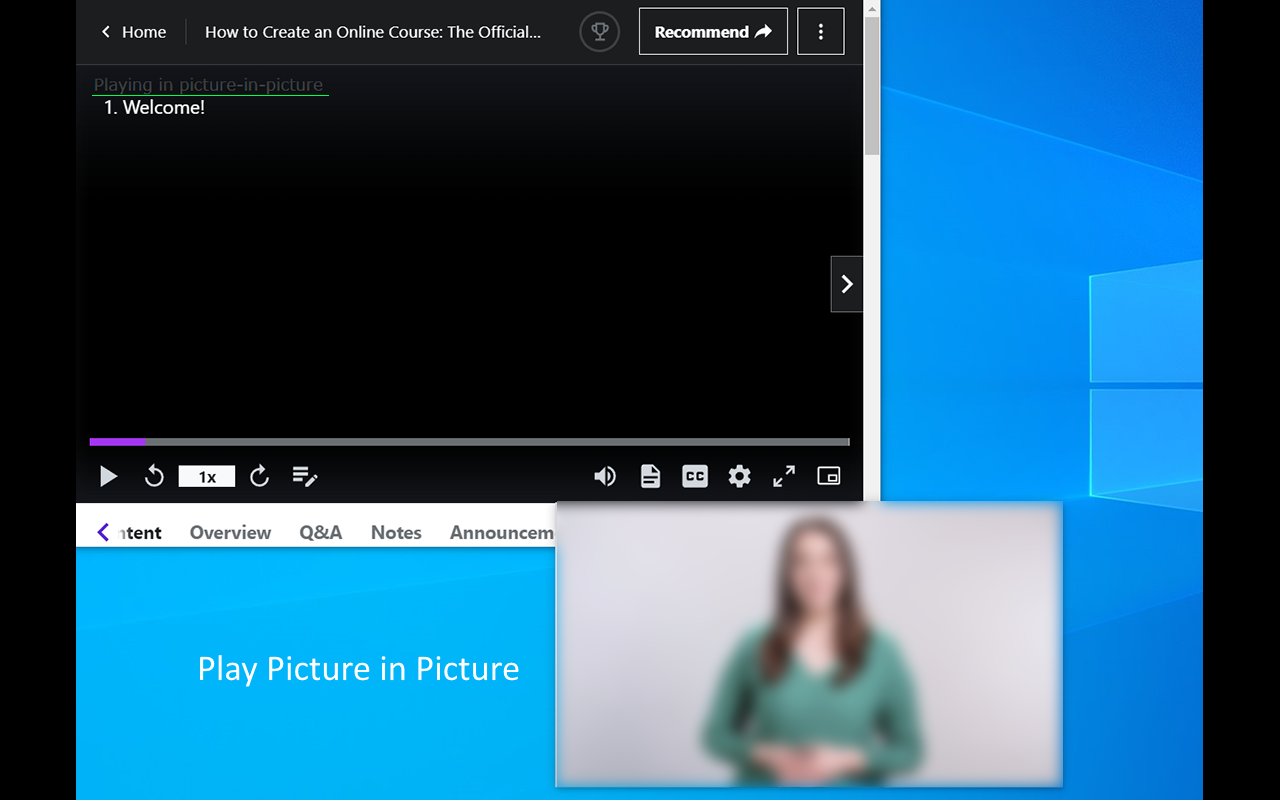 Home
How to Create an Online Course: The Official...
Recommend
Playing in picture-in-picture
1. Welcome!
1x
CC
ntent
Overview
Q&A
Notes
Announcem
Play Picture in Picture